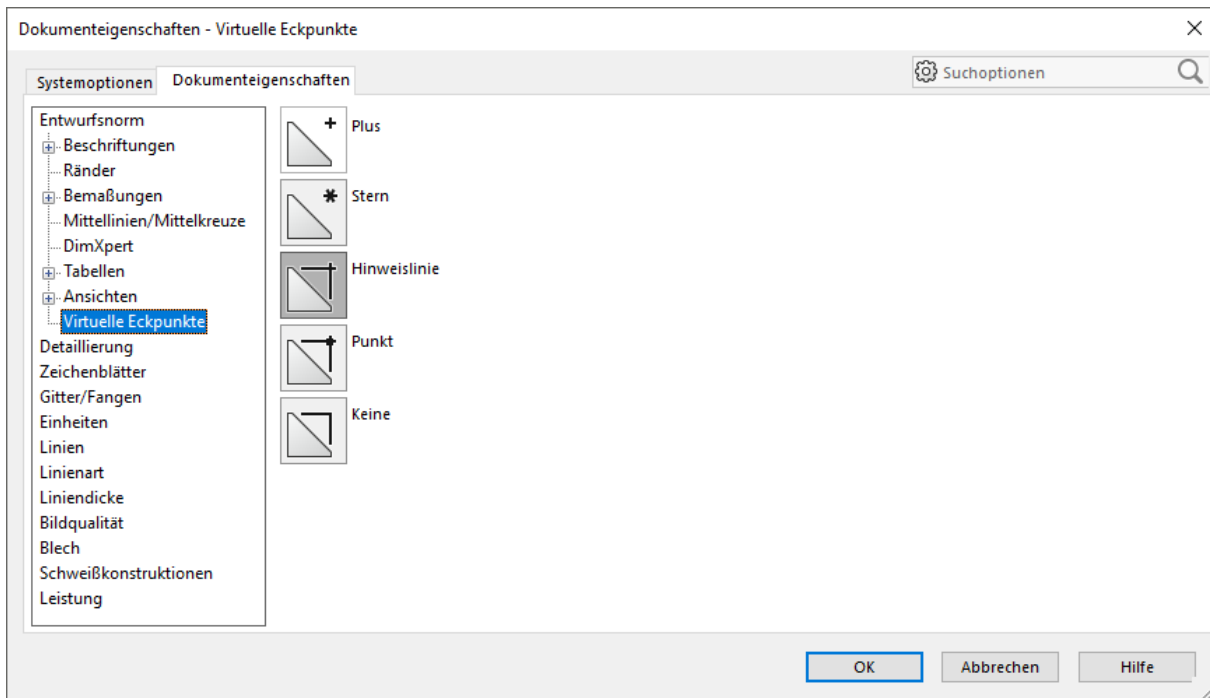 Dokumenteigenschaften - Virtuelle Eckpunkte
Systemoptionen
Dokumenteigenschaften
Suchoptionen
Entwurfsnorm
Beschriftungen
Ränder
Bemaßungen
Mittellinien/Mittelkreuze
DimXpert
Tabellen
Ansichten
Virtuelle Eckpunkte
Detaillierung
Zeichenblätter
Gitter/Fangen
Einheiten
Linien
Linienart
Liniendicke
Bildqualität
Blech
Schweißkonstruktionen
Leistung
Plus
Stern
Hinweislinie
Punkt
Keine
OK
Abbrechen
Hilfe